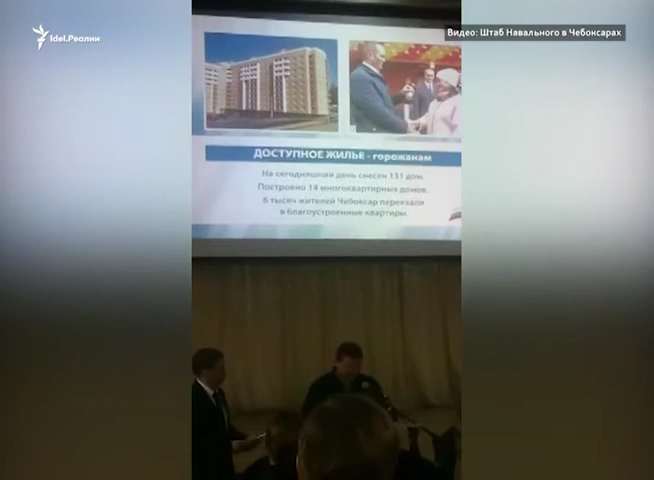 Idel.Реалии
Видео: Штаб Навального в Чебоксарах
ДОСТУПНОЕ ЖИЛЬЕ - горожанам
На сегодняшний день снесен 131 дом.
Построено 14 многоквартирных домов.
6 тысяч жителей Чебоксар переехали
в благоустроенные квартиры.